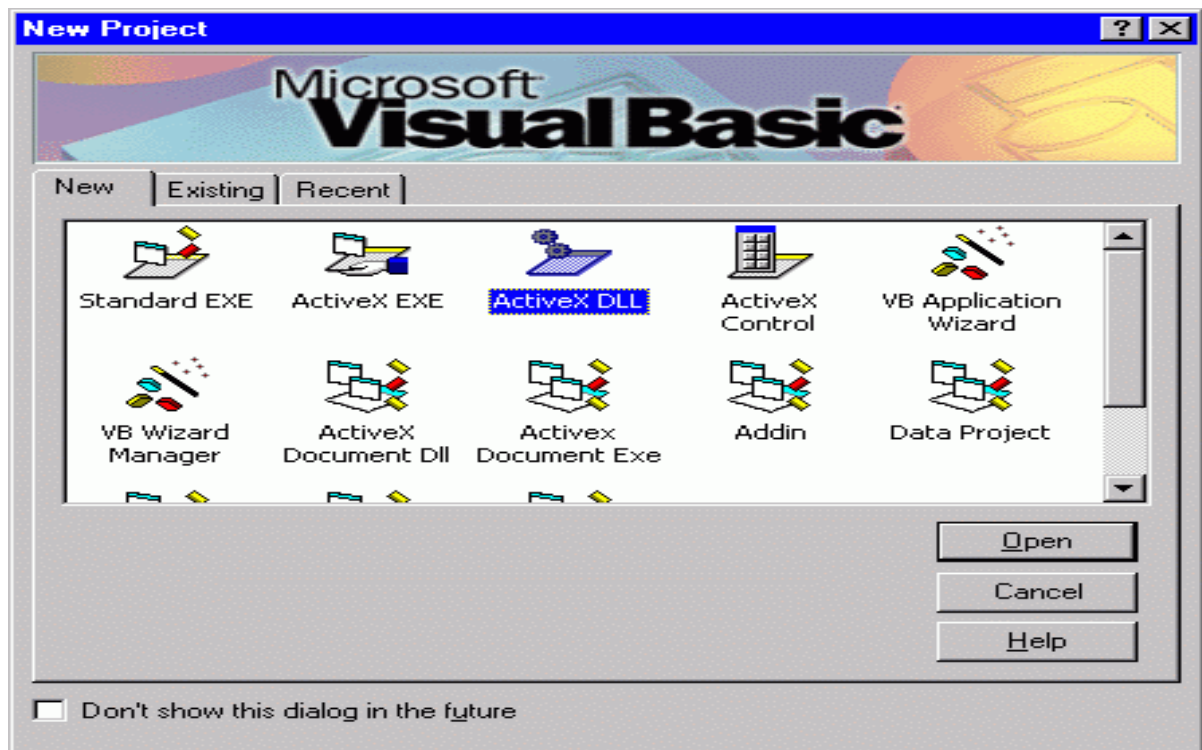 New Project
Microsoft
Visual Basic
New Existing Recent
Standard EXE ActiveX EXE ActiveX DLL ActiveX Control VB Application Wizard
VB Wizard Manager ActiveX Document Dll Activex Document Exe Addin Data Project
Open
Cancel
Help
Don't show this dialog in the future